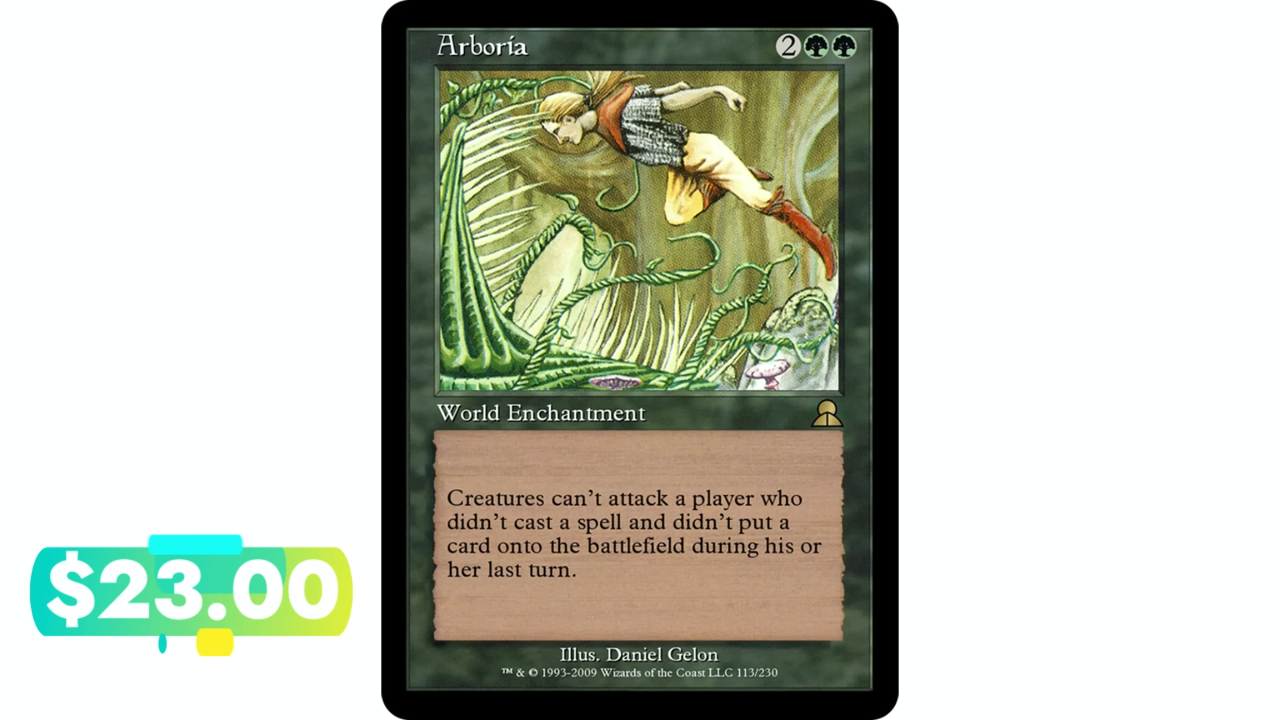 Arboria 2
World Enchantment
Creatures can't attack a player who
didn't cast a spell and didn't put a
card onto the battlefield during his or
her last turn.
$23.00
Illus. Daniel Gelon
™ & © 1993-2009 Wizards of the Coast LLC 113/230